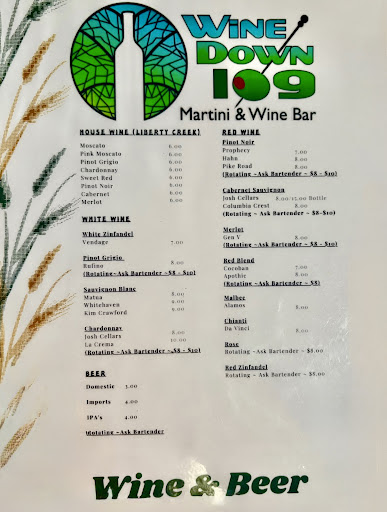 WINE
DOWN
109
Martini & Wine Bar
HOUSE WINE (LIBERTY CREEK)
Moscato 6.00
Pink Moscato 6.00
Pinot Grigio 6.00
Chardonnay 6.00
Sweet Red 6.00
Pinot Noir 6.00
Cabernet 6.00
Merlot 6.00
WHITE WINE
White Zinfandel
Vendage 7.00
Pinot Grigio
Rufino 8.00
(Rotating~Ask Bartender ~$8 - $10)
Sauvignon Blanc
Matua 8.00
Whitehaven 9.00
Kim Crawford 9.00
Chardonnay
Josh Cellars 8.00
La Crema 10.00
(Rotating ~Ask Bartender ~$8 - $10)
BEER
Domestic 3.00
Imports 4.00
IPA's 4.00
(Rotating ~Ask Bartender
RED WINE
Pinot Noir
Prophecy 7.00
Hahn 8.00
Pike Road 8.00
(Rotating ~Ask Bartender ~ $8 - $10)
Cabernet Sauvignon
Josh Cellars 8.00/15.00 Bottle
Columbia Crest 8.00
(Rotating ~Ask Bartender ~ $8-$10)
Merlot
Gen V 8.00
(Rotating ~Ask Bartender ~$8-$10)
Red Blend
Cocobon 7.00
Apothic 8.00
(Rotating ~Ask Bartender ~ $8)
Malbec
Alamos 8.00
Chianti
Da Vinci 8.00
Rose
Rotating ~Ask Bartender ~ $8.00
Red Zinfandel
Rotating ~Ask Bartender ~ $8.00
Wine & Beer